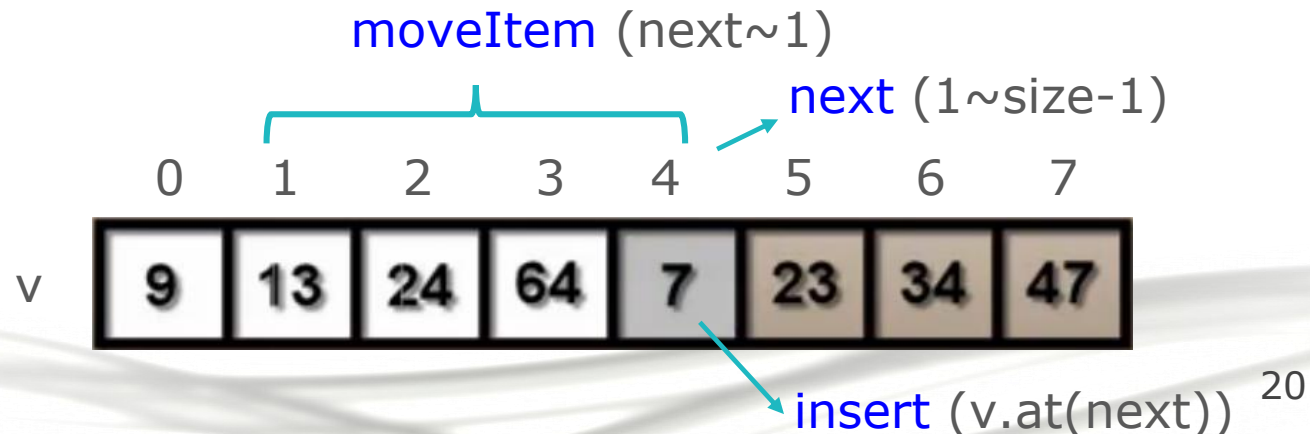 moveItem (next~1)
next (1~size-1)
0 1 2 3 4 5 6 7
v 9 13 24 64 7 23 34 47
insert (v.at(next))
20